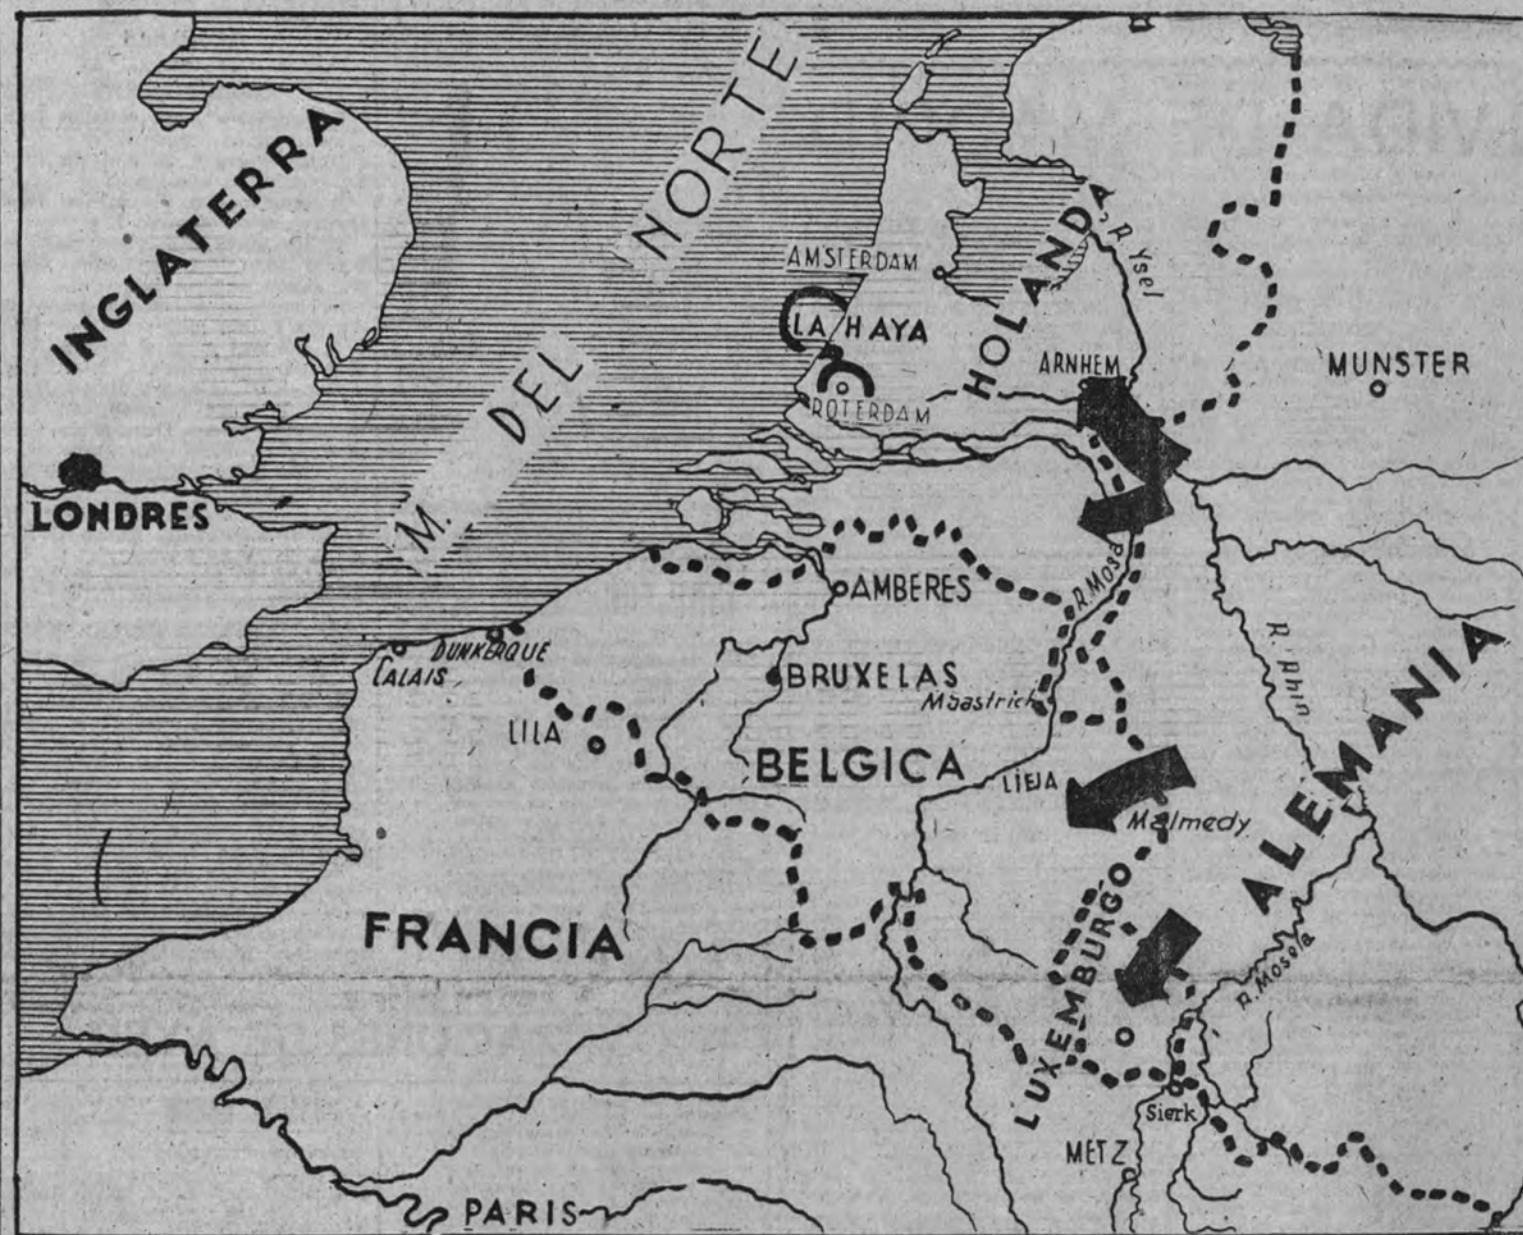 INGLATERRA
M. DEL NORTE
HOLANDA
R. Ysel
AMSTERDAM
LA HAYA
ARNHEM
MUNSTER
ROTERDAM
LONDRES
R. Mosa
AMBERES
DUNKERQUE
CALAIS
BRUXELAS
Maastrich
R. Rhin
LILA
BELGICA
LIEJA
Malmedy
ALEMANIA
FRANCIA
LUXEMBURGO
R. Mosela
Sierk
METZ
PARIS